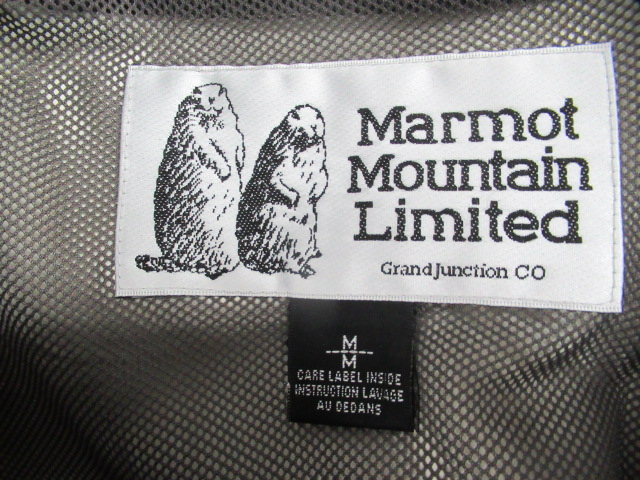 Marmot
Mountain
Limited
Grand Junction CO
M
M
CARE LABEL INSIDE
INSTRUCTION LAVAGE
AU DEDANS